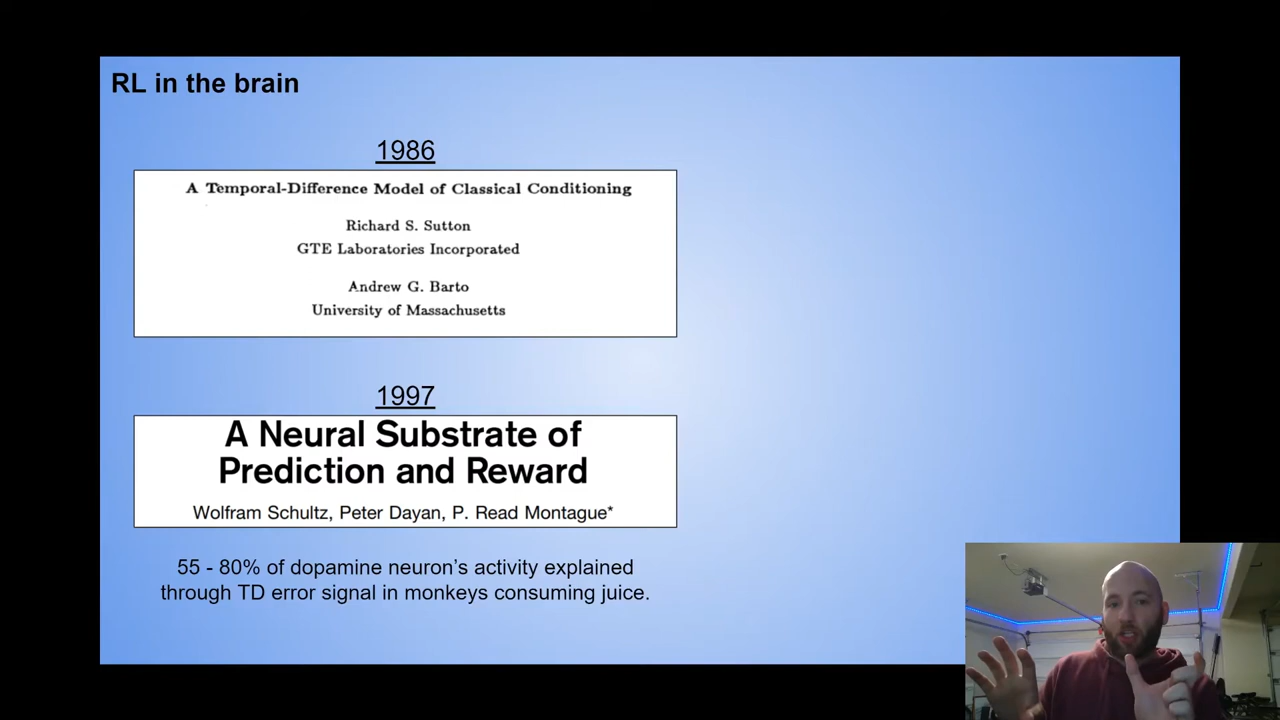 RL in the brain
1986
A Temporal-Difference Model of Classical Conditioning
Richard S. Sutton
GTE Laboratories Incorporated
Andrew G. Barto
University of Massachusetts
1997
A Neural Substrate of
Prediction and Reward
Wolfram Schultz, Peter Dayan, P. Read Montague*
55 - 80% of dopamine neuron's activity explained
through TD error signal in monkeys consuming juice.